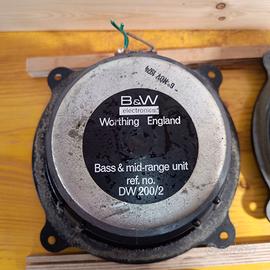 B&W
electronics
Worthing England
Bass & mid-range unit
ref. no.
DW 200/2